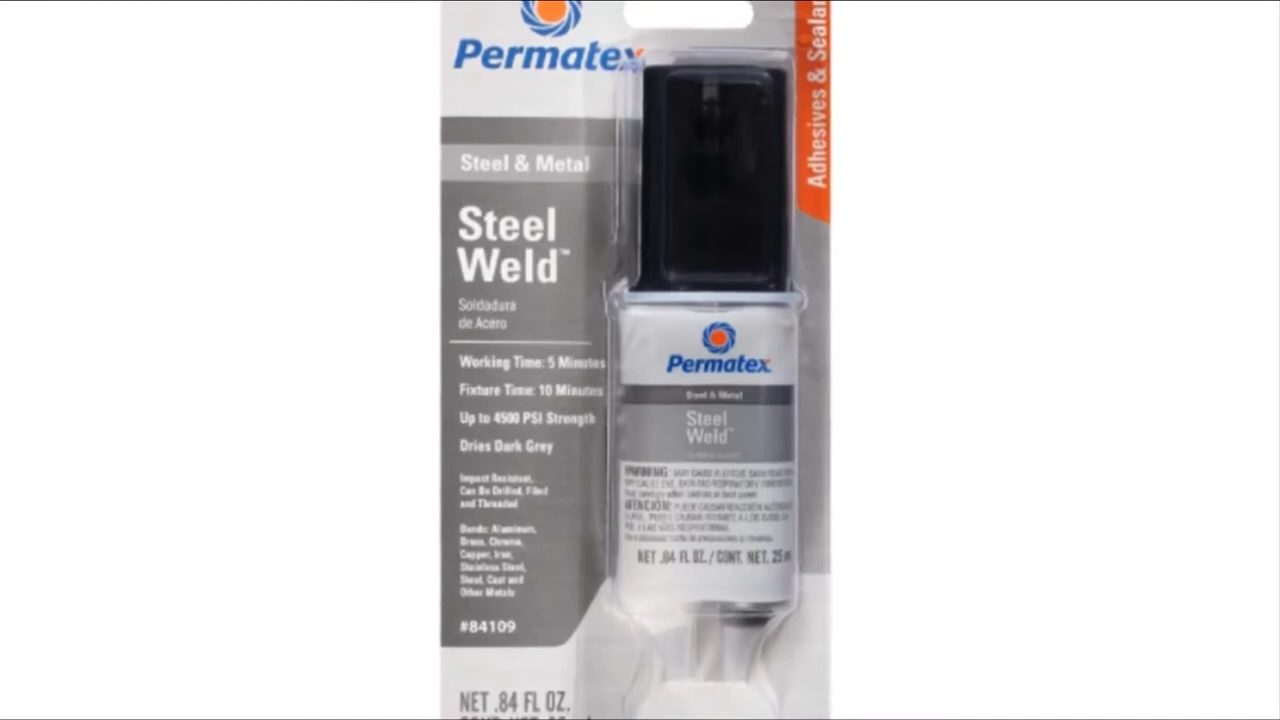 Permatex
Adhesives & Sealan
Steel & Metal
Steel
Weld™
Soldadura
de Acero
Working Time: 5 Minutes
Fixture Time: 10 Minutes
Up to 4500 PSI Strength
Dries Dark Grey
Impact Resistant,
Can Be Drilled, Filed
and Threaded
Bonds: Aluminum,
Brass, Chrome,
Copper, Iron,
Stainless Steel,
Steel, Cast and
Other Metals
#84109
NET .84 FL OZ.
Permatex
Steel & Metal
Steel
Weld™
WARNING:
ATENCIÓN:
NET .84 FL OZ. / CONT. NET. 25 ml